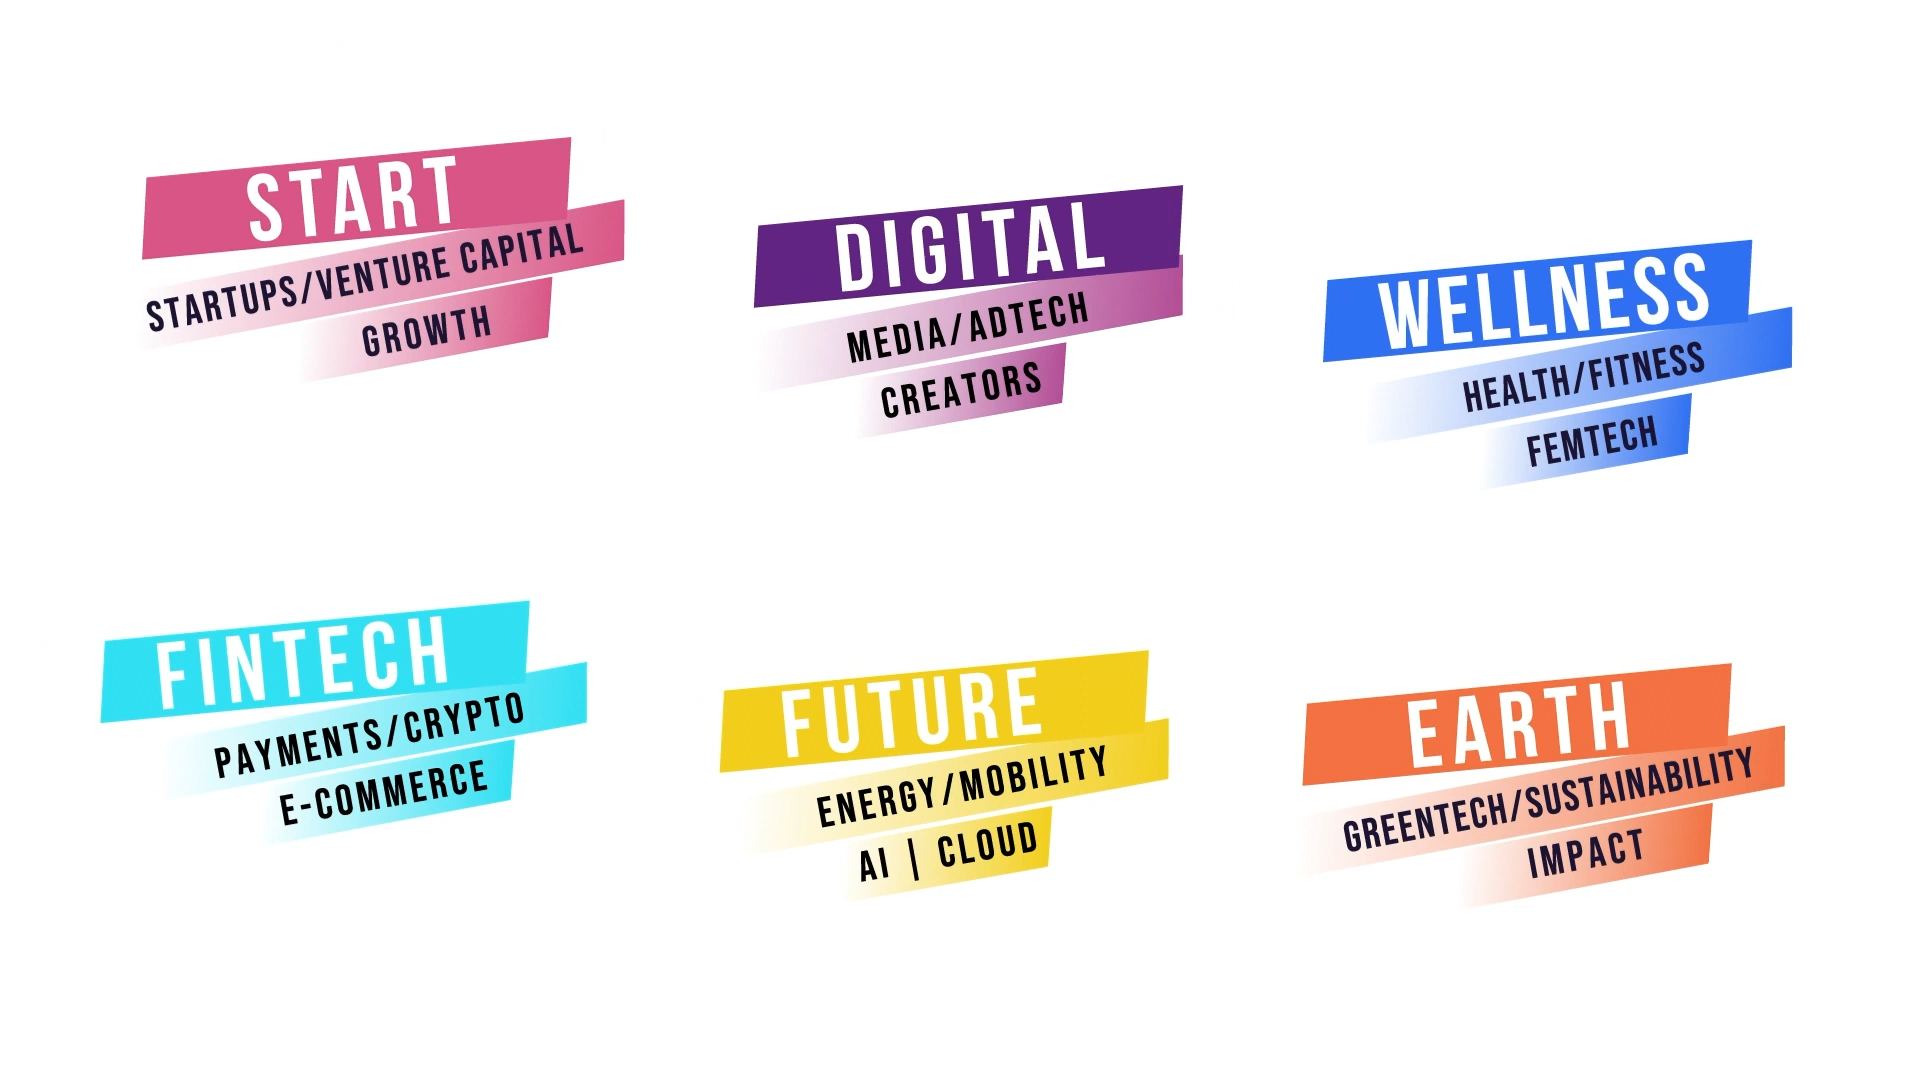 START
STARTUPS/VENTURE CAPITAL
GROWTH
DIGITAL
MEDIA/ADTECH
CREATORS
WELLNESS
HEALTH/FITNESS
FEMTECH
FINTECH
PAYMENTS/CRYPTO
E-COMMERCE
FUTURE
ENERGY/MOBILITY
AI | CLOUD
EARTH
GREENTECH/SUSTAINABILITY
IMPACT